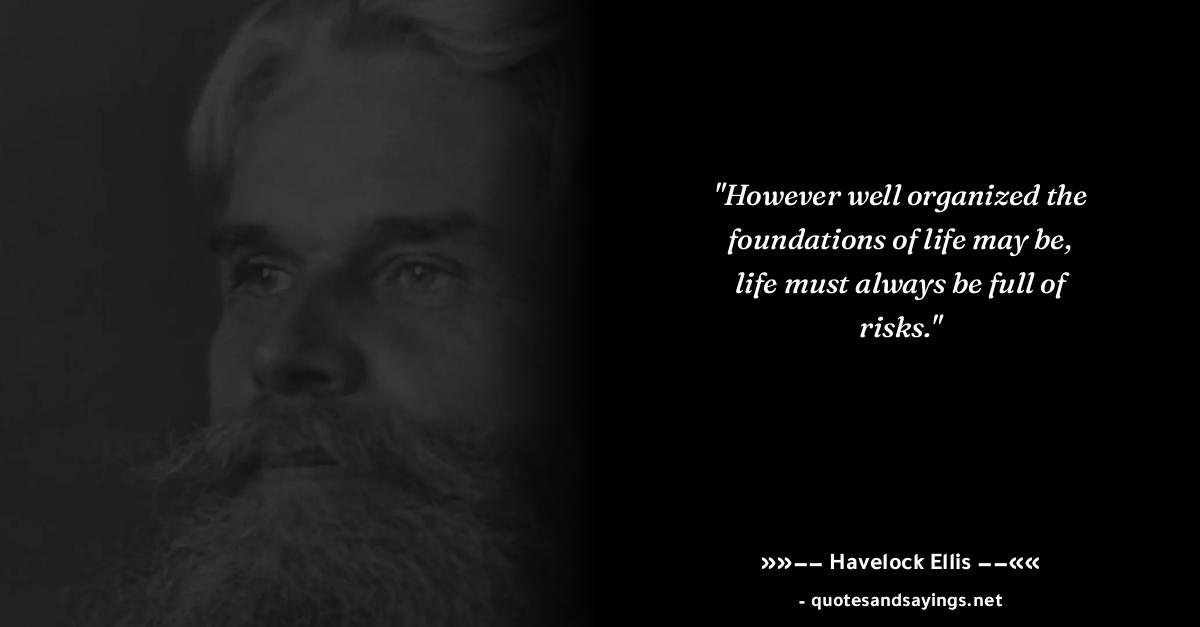 "However well organized the
foundations of life may be,
life must always be full of
risks."
»»–– Havelock Ellis ––««
- quotesandsayings.net